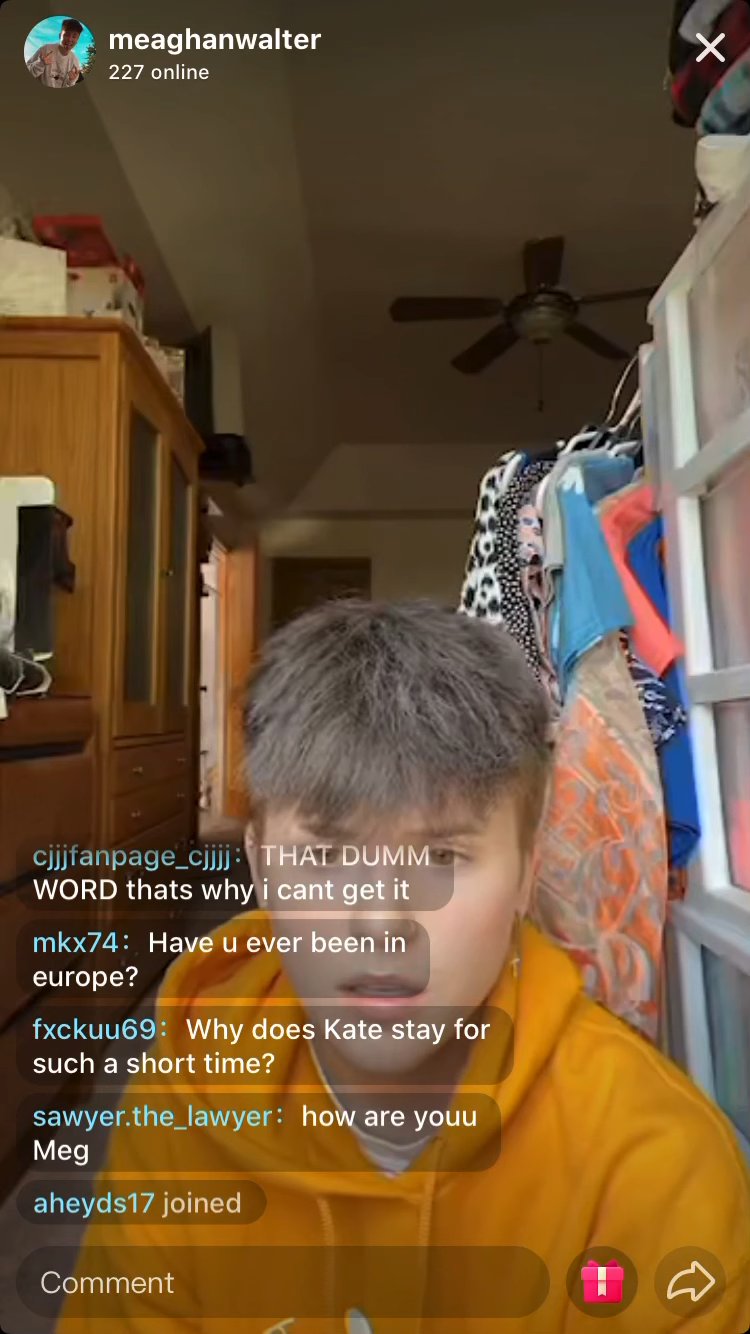 meaghanwalter
227 online
cjjjfanpage_cjjjj: THAT DUMM
WORD thats why i cant get it
mkx74: Have u ever been in
europe?
fxckuu69: Why does Kate stay for
such a short time?
sawyer.the_lawyer: how are youu
Meg
aheyds17 joined
Comment